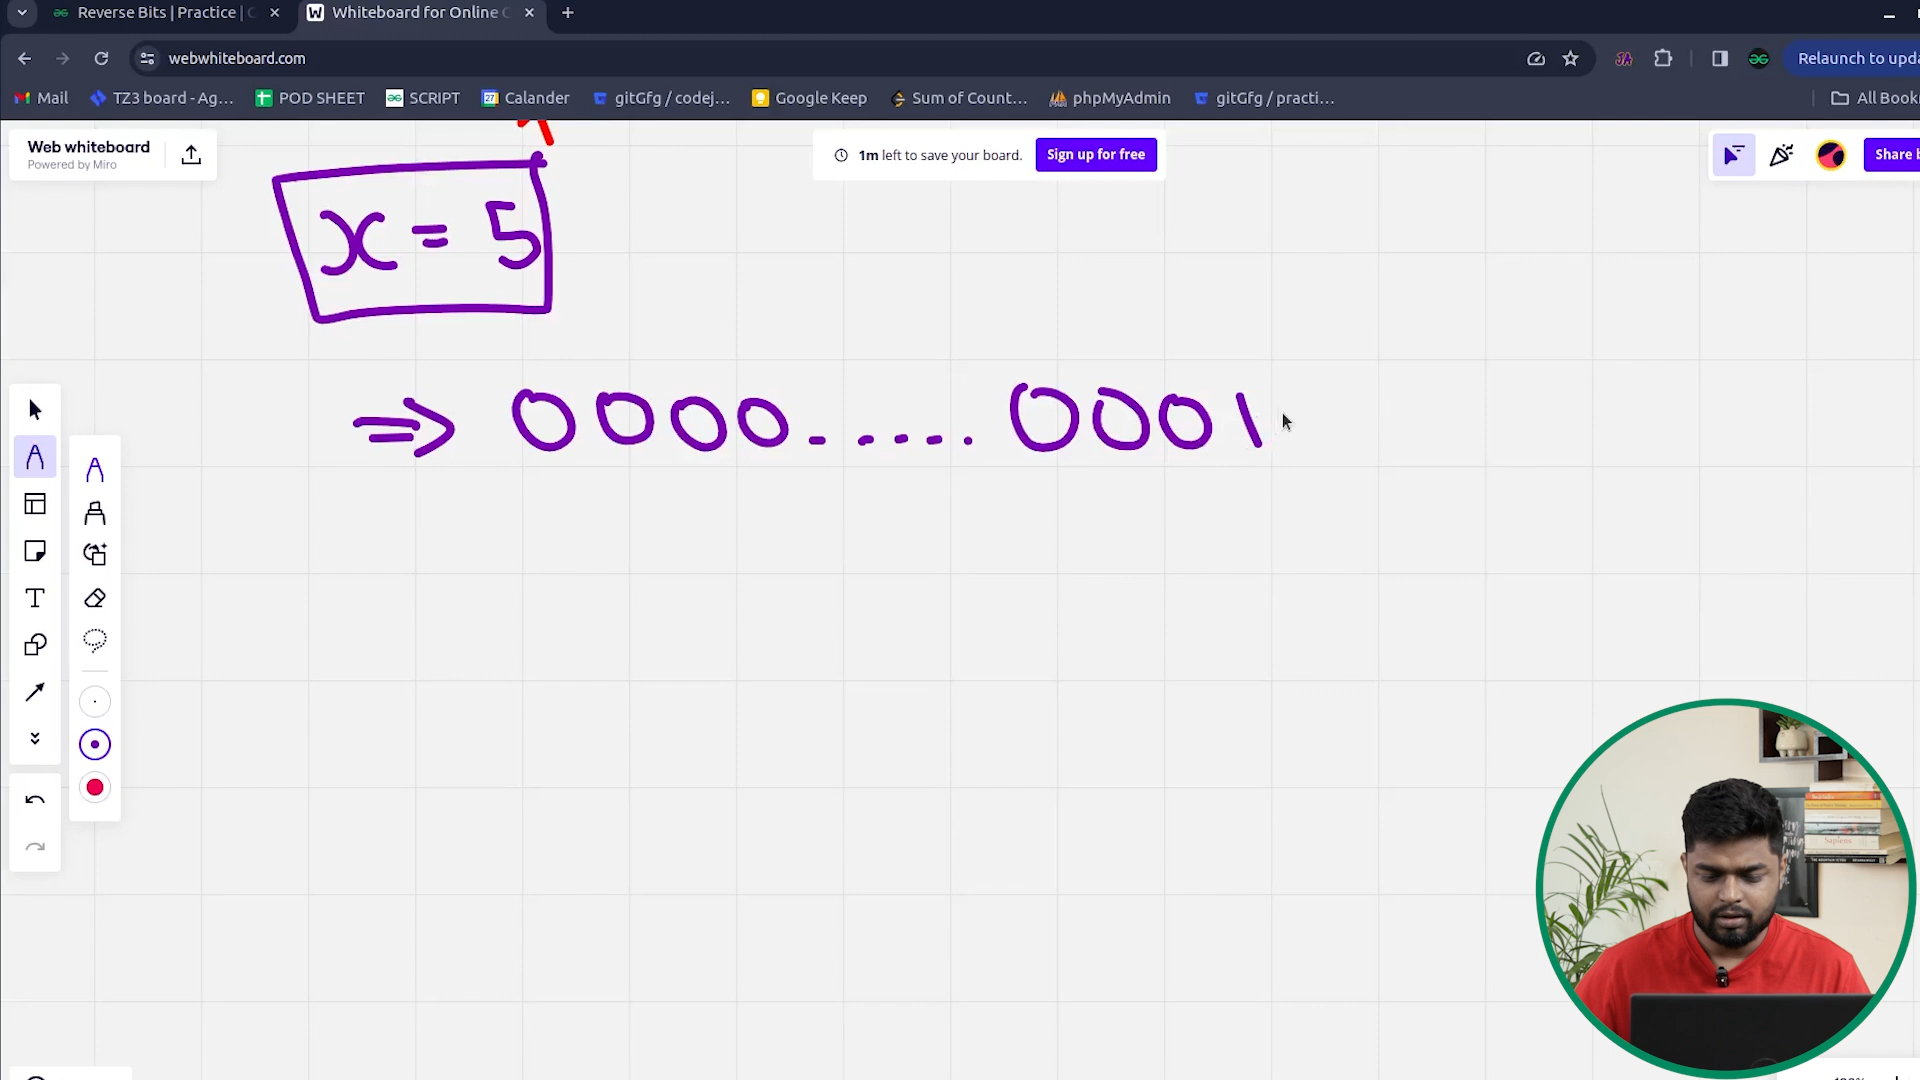 Reverse Bits | Practice |
Whiteboard for Online
webwhiteboard.com
Relaunch to upda
Mail
TZ3 board - Ag...
POD SHEET
SCRIPT
27
Calander
gitGfg / codej...
Google Keep
Sum of Count...
phpMyAdmin
gitGfg / practi...
All Book
Web whiteboard
Powered by Miro
1m left to save your board.
Sign up for free
Share b
x = 5
⇒ 0000.......0001